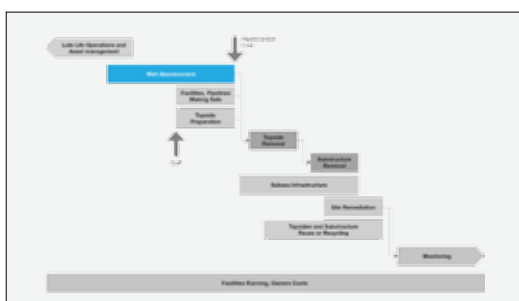 Late Life Operations and
Asset management
Well Abandonment
Facilities, Pipelines
Making Safe
Topside
Preparation
CoP
Topside
Removal
Substructure
Removal
Subsea Infrastructure
Site Remediation
Topsides and Substructure
Reuse or Recycling
Monitoring
Facilities Running, Owners Costs